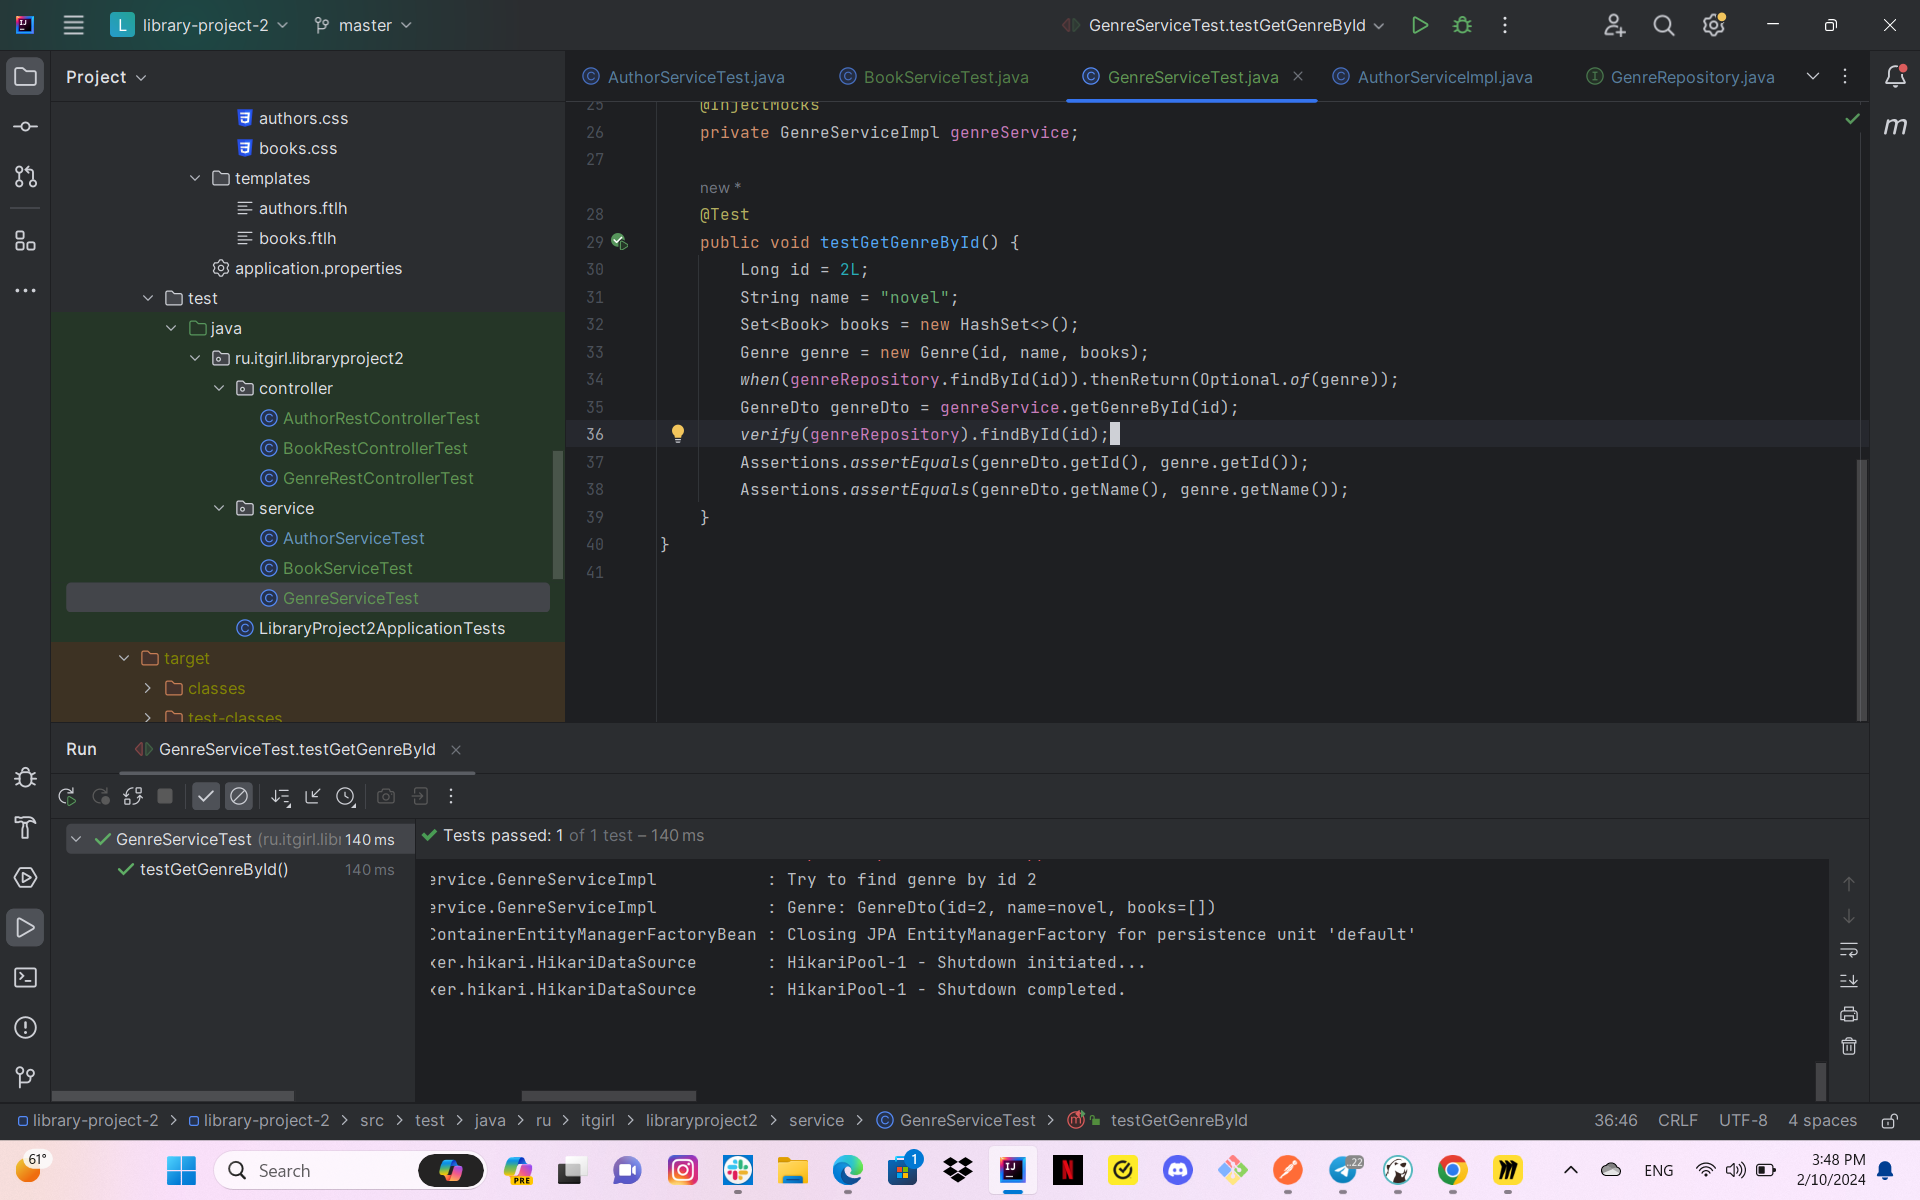 L library-project-2
master
GenreServiceTest.testGetGenreById
Project
authors.css
books.css
templates
authors.ftlh
books.ftlh
application.properties
test
java
ru.itgirl.libraryproject2
controller
AuthorRestControllerTest
BookRestControllerTest
GenreRestControllerTest
service
AuthorServiceTest
BookServiceTest
GenreServiceTest
LibraryProject2ApplicationTests
target
classes
test-classes
AuthorServiceTest.java
BookServiceTest.java
GenreServiceTest.java
AuthorServiceImpl.java
GenreRepository.java
25 @InjectMocks
26 private GenreServiceImpl genreService;
27
new *
28 @Test
29 public void testGetGenreById() {
30 Long id = 2L;
31 String name = "novel";
32 Set<Book> books = new HashSet<>();
33 Genre genre = new Genre(id, name, books);
34 when(genreRepository.findById(id)).thenReturn(Optional.of(genre));
35 GenreDto genreDto = genreService.getGenreById(id);
36 verify(genreRepository).findById(id);
37 Assertions.assertEquals(genreDto.getId(), genre.getId());
38 Assertions.assertEquals(genreDto.getName(), genre.getName());
39 }
40 }
41
Run
GenreServiceTest.testGetGenreById
GenreServiceTest (ru.itgirl.libr 140 ms
testGetGenreById() 140 ms
Tests passed: 1 of 1 test – 140 ms
ervice.GenreServiceImpl : Try to find genre by id 2
ervice.GenreServiceImpl : Genre: GenreDto(id=2, name=novel, books=[])
ContainerEntityManagerFactoryBean : Closing JPA EntityManagerFactory for persistence unit 'default'
ker.hikari.HikariDataSource : HikariPool-1 - Shutdown initiated...
ker.hikari.HikariDataSource : HikariPool-1 - Shutdown completed.
library-project-2 > library-project-2 > src > test > java > ru > itgirl > libraryproject2 > service > GenreServiceTest > testGetGenreById
36:46 CRLF UTF-8 4 spaces
61°
Search
PRE
1
22
ENG
3:48 PM
2/10/2024